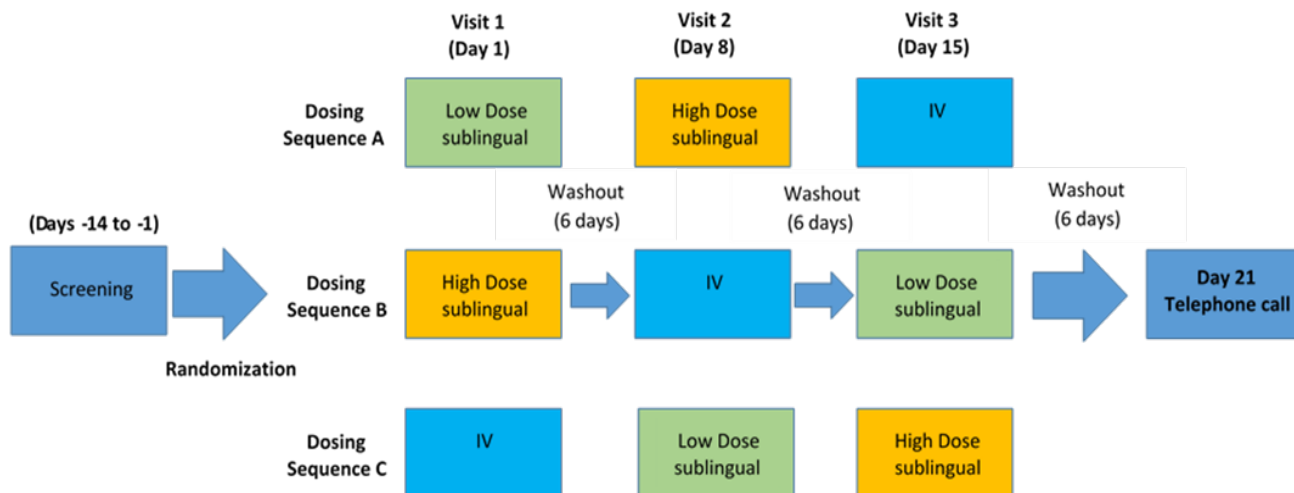 Visit 1
(Day 1)
Visit 2
(Day 8)
Visit 3
(Day 15)
Dosing
Sequence A
Low Dose
sublingual
High Dose
sublingual
IV
Washout
(6 days)
Washout
(6 days)
Washout
(6 days)
(Days -14 to -1)
Screening
Randomization
Dosing
Sequence B
High Dose
sublingual
IV
Low Dose
sublingual
Day 21
Telephone call
Dosing
Sequence C
IV
Low Dose
sublingual
High Dose
sublingual